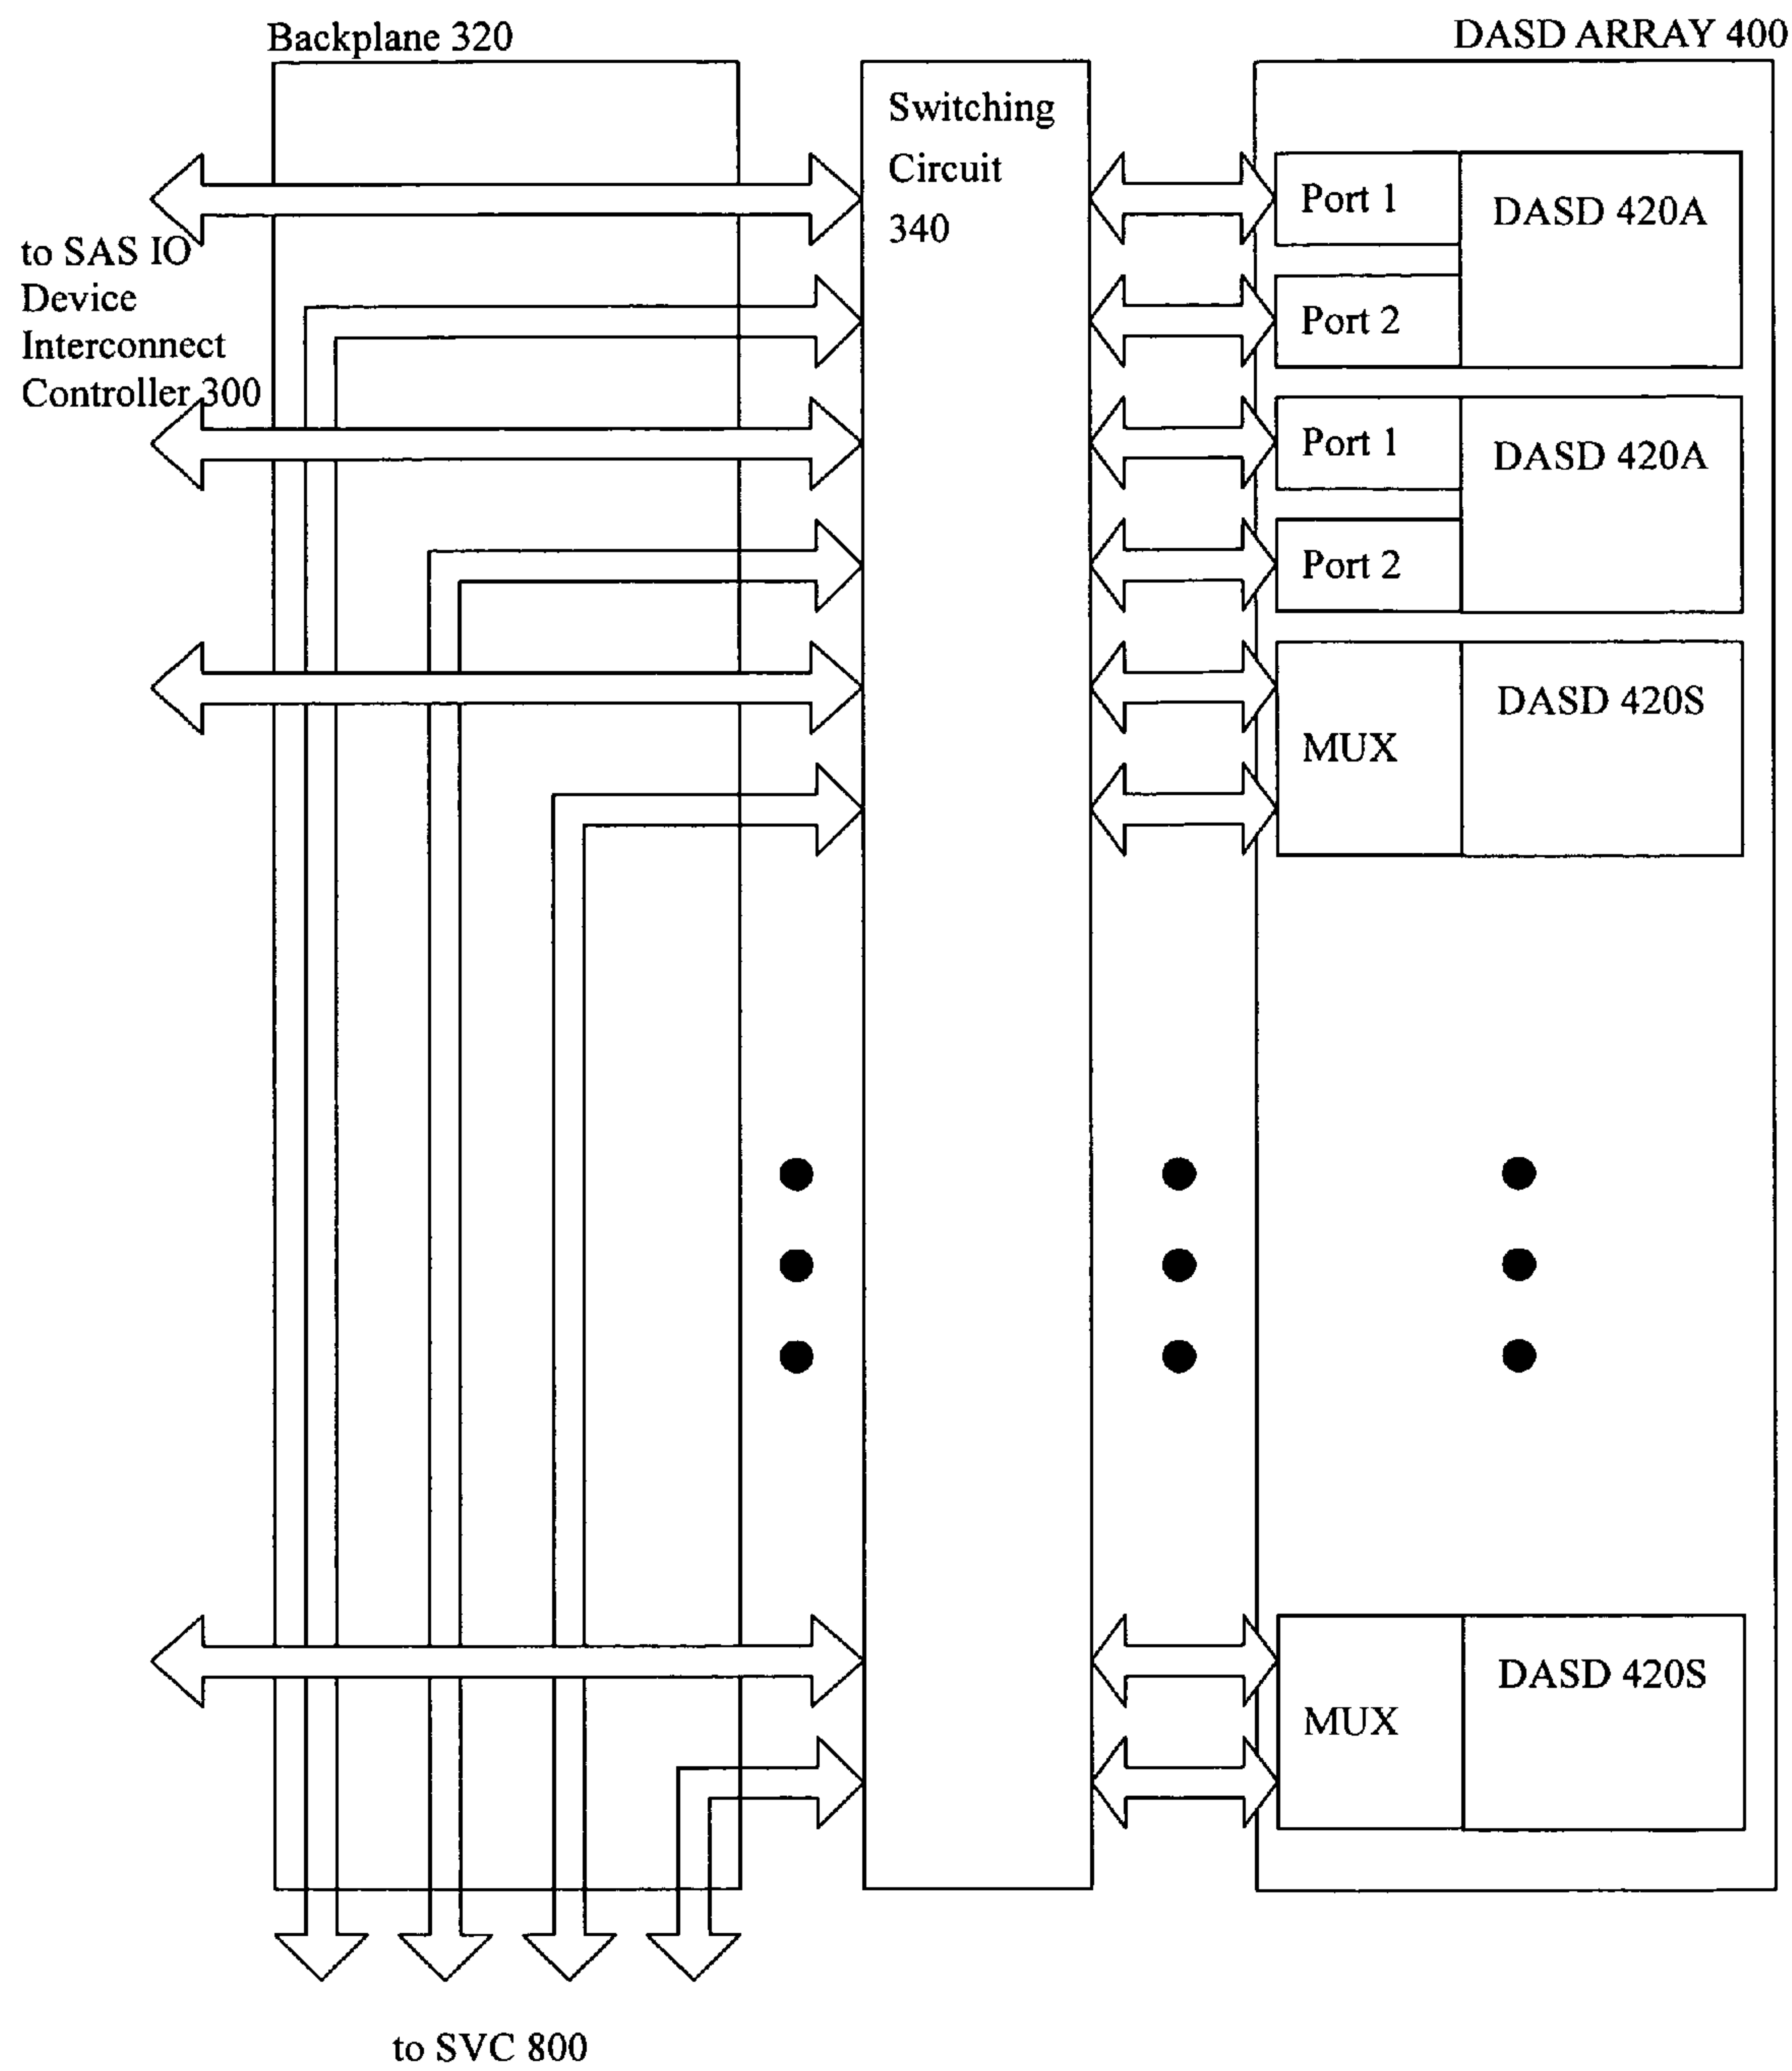 Backplane 320
DASD ARRAY 400
Switching
Circuit
340
to SAS IO
Device
Interconnect
Controller 300
Port 1
DASD 420A
Port 2
Port 1
DASD 420A
Port 2
MUX
DASD 420S
MUX
DASD 420S
to SVC 800